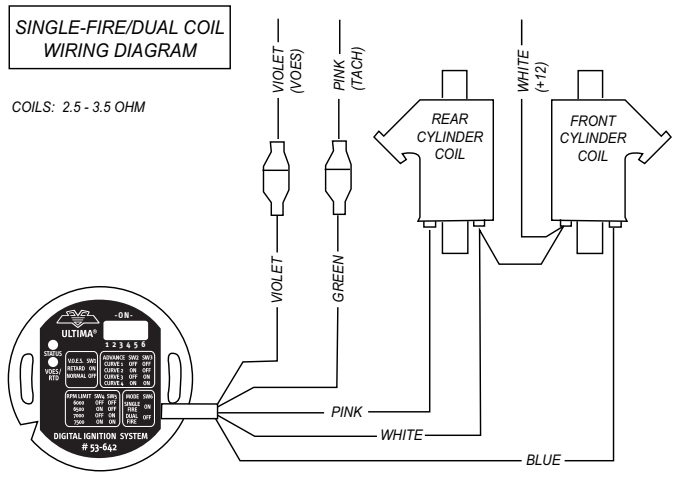 SINGLE-FIRE/DUAL COIL
WIRING DIAGRAM
COILS: 2.5 - 3.5 OHM
VIOLET
(VOES)
PINK
(TACH)
WHITE
(+12)
REAR
CYLINDER
COIL
FRONT
CYLINDER
COIL
VIOLET
GREEN
-ON-
ULTIMA®
1 2 3 4 5 6
STATUS
VOES/
RTD
V.O.E.S. SW1
RETARD ON
NORMAL OFF
ADVANCE SW2 SW3
CURVE 1 OFF OFF
CURVE 2 ON OFF
CURVE 3 OFF ON
CURVE 4 ON ON
RPM LIMIT SW4 SW5
6000 OFF OFF
6500 ON OFF
7000 OFF ON
7500 ON ON
MODE SW6
SINGLE
FIRE ON
DUAL
FIRE OFF
DIGITAL IGNITION SYSTEM
# 53-642
PINK
WHITE
BLUE